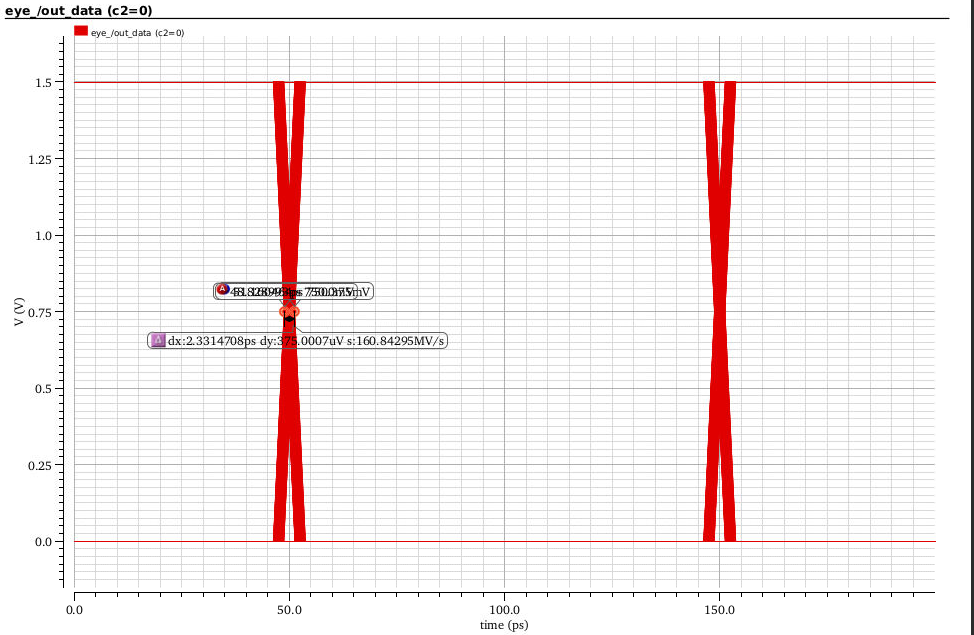 eye_/out_data (c2=0)
eye_/out_data (c2=0)
1.5
1.25
1.0
0.75
0.5
0.25
0.0
V (V)
A
dx:2.3314708ps dy:375.0007uV s:160.84295MV/s
0.0
50.0
100.0
150.0
time (ps)